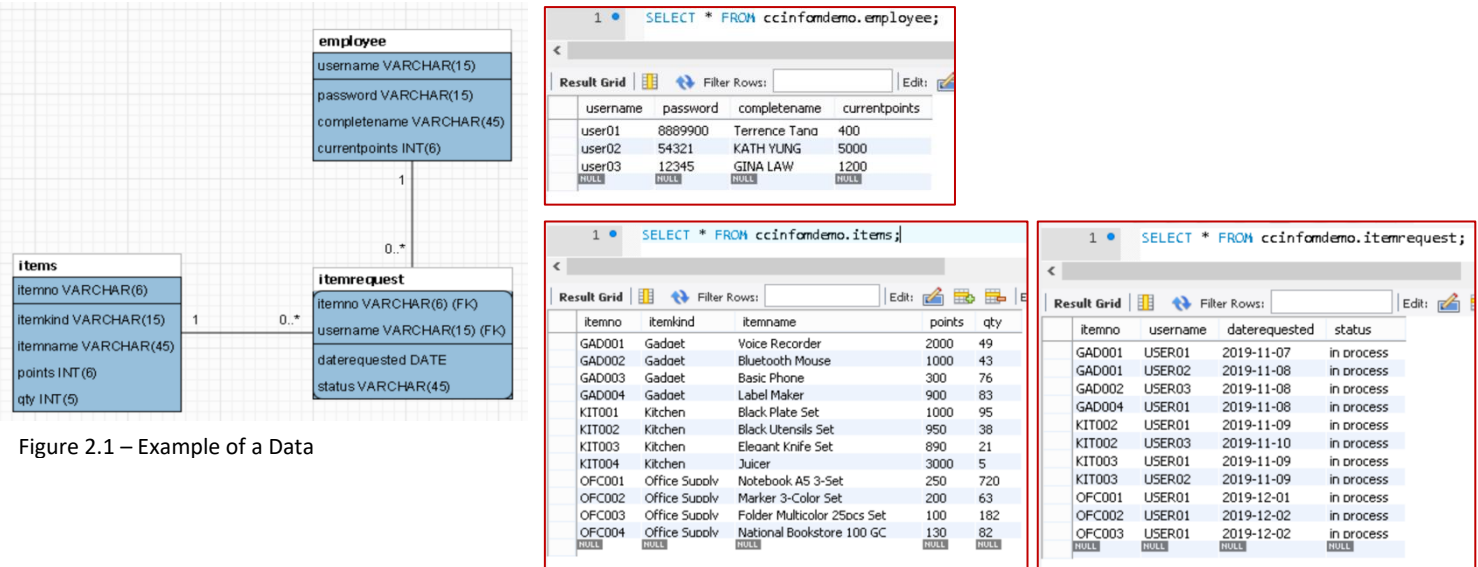 employee
username VARCHAR(15)
password VARCHAR(15)
completename VARCHAR(45)
currentpoints INT(6)
1
0..*
items
itemno VARCHAR(6)
itemkind VARCHAR(15)
itemname VARCHAR(45)
points INT(6)
qty INT(5)
1 0..*
itemrequest
itemno VARCHAR(6) (FK)
username VARCHAR(15) (FK)
daterequested DATE
status VARCHAR(45)
Figure 2.1 – Example of a Data
1 SELECT * FROM ccinfomdemo.employee;
<
Result Grid Filter Rows: Edit:
username password completename currentpoints
user01 8889900 Terrence Tang 400
user02 54321 KATH YUNG 5000
user03 12345 GINA LAW 1200
NULL NULL NULL NULL
1 SELECT * FROM ccinfomdemo.items;
<
Result Grid Filter Rows: Edit: E
itemno itemkind itemname points qty
GAD001 Gadget Voice Recorder 2000 49
GAD002 Gadget Bluetooth Mouse 1000 43
GAD003 Gadget Basic Phone 300 76
GAD004 Gadget Label Maker 900 83
KIT001 Kitchen Black Plate Set 1000 95
KIT002 Kitchen Black Utensils Set 950 38
KIT003 Kitchen Elegant Knife Set 890 21
KIT004 Kitchen Juicer 3000 5
OFC001 Office Supply Notebook A5 3-Set 250 720
OFC002 Office Supply Marker 3-Color Set 200 63
OFC003 Office Supply Folder Multicolor 25pcs Set 100 182
OFC004 Office Supply National Bookstore 100 GC 130 82
NULL NULL NULL NULL NULL
1 SELECT * FROM ccinfomdemo.itemrequest;
<
Result Grid Filter Rows: Edit:
itemno username daterequested status
GAD001 USER01 2019-11-07 in process
GAD001 USER02 2019-11-08 in process
GAD002 USER03 2019-11-08 in process
GAD004 USER01 2019-11-08 in process
KIT002 USER01 2019-11-09 in process
KIT002 USER03 2019-11-10 in process
KIT003 USER01 2019-11-09 in process
KIT003 USER02 2019-11-09 in process
OFC001 USER01 2019-12-01 in process
OFC002 USER01 2019-12-02 in process
OFC003 USER01 2019-12-02 in process
NULL NULL NULL NULL